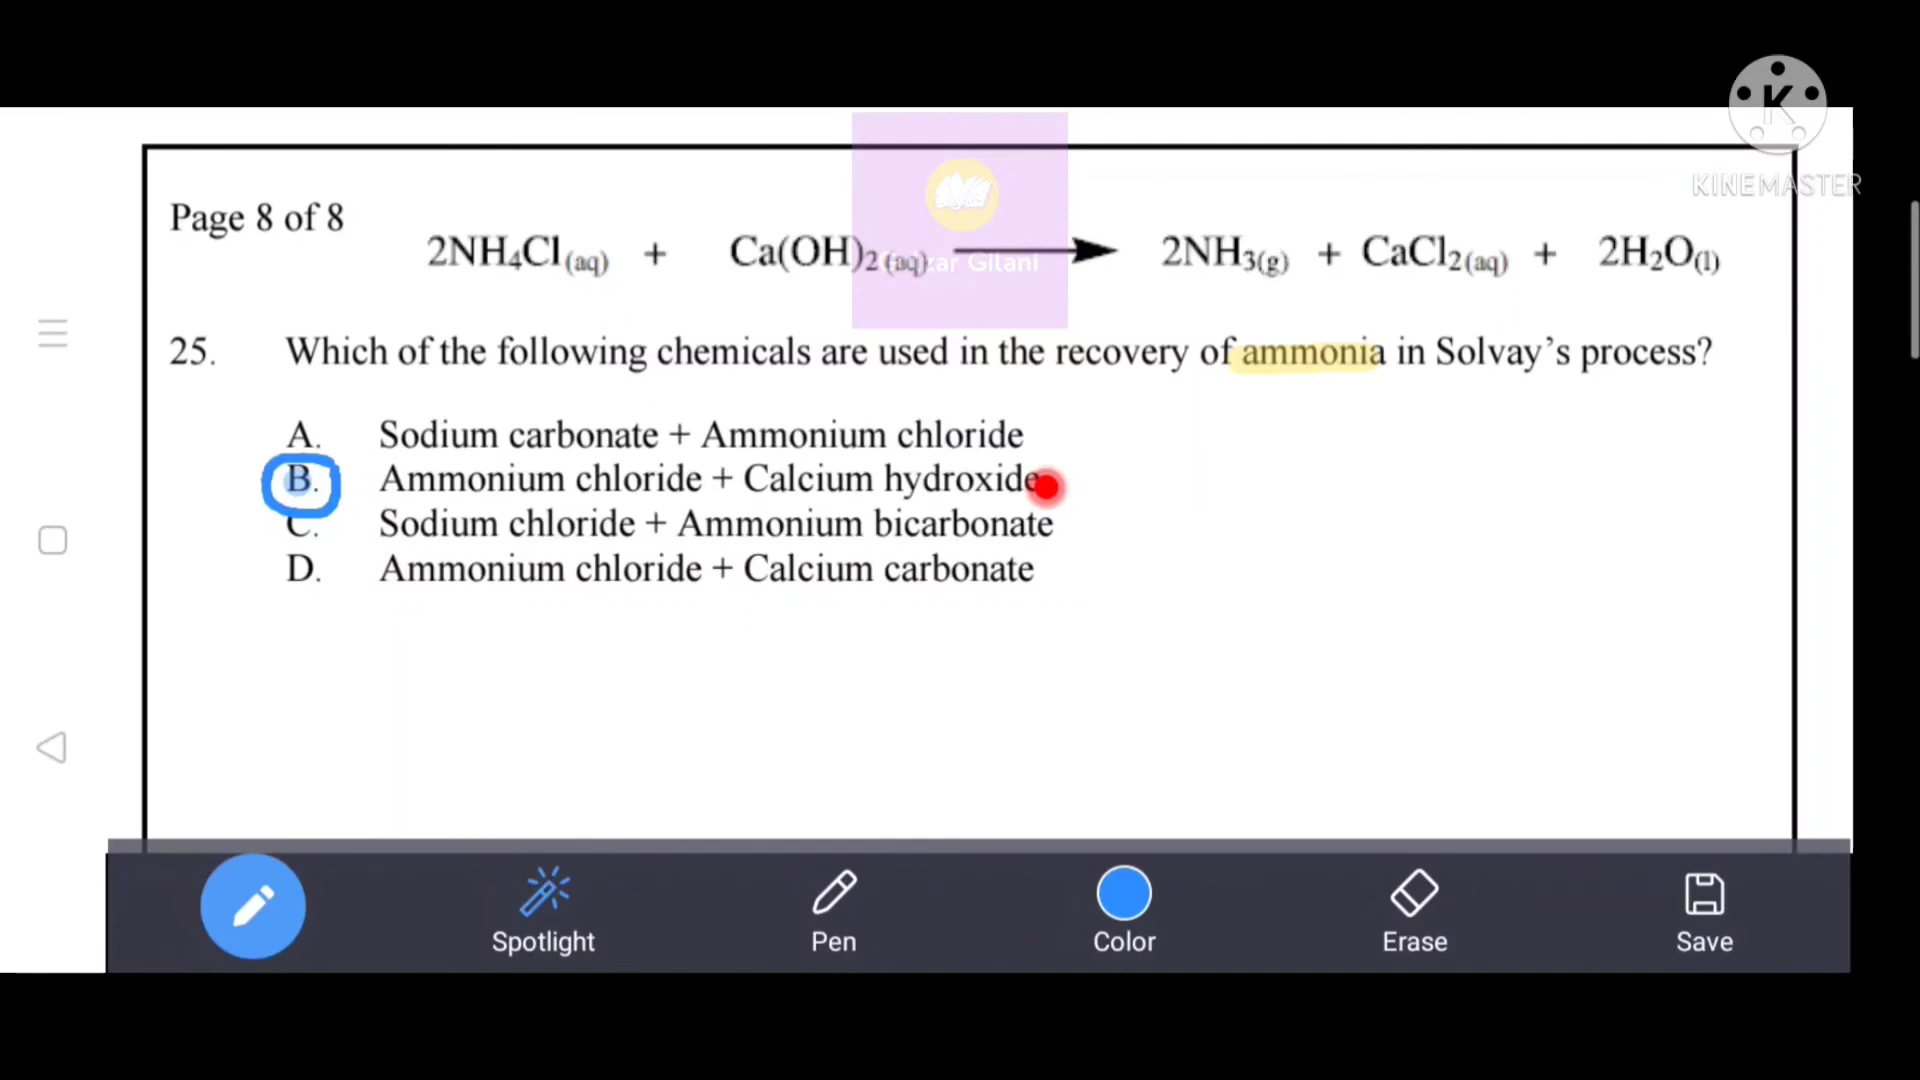 KINEMASTER
Page 8 of 8
2NH₄Cl(aq) + Ca(OH)₂(aq) → 2NH₃(g) + CaCl₂(aq) + 2H₂O(l)
Gilani
25. Which of the following chemicals are used in the recovery of ammonia in Solvay's process?
A. Sodium carbonate + Ammonium chloride
B. Ammonium chloride + Calcium hydroxide
C. Sodium chloride + Ammonium bicarbonate
D. Ammonium chloride + Calcium carbonate
Spotlight Pen Color Erase Save